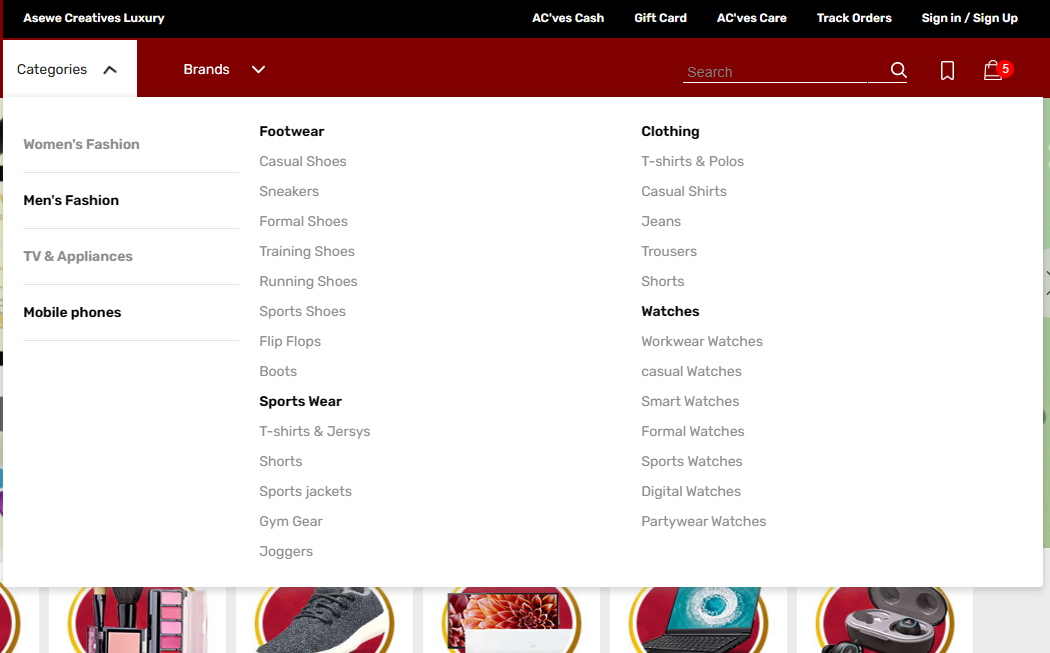 Asewe Creatives Luxury AC'ves Cash Gift Card AC'ves Care Track Orders Sign in / Sign Up
Categories Brands Search 5
Women's Fashion
Men's Fashion
TV & Appliances
Mobile phones
Footwear
Casual Shoes
Sneakers
Formal Shoes
Training Shoes
Running Shoes
Sports Shoes
Flip Flops
Boots
Sports Wear
T-shirts & Jersys
Shorts
Sports jackets
Gym Gear
Joggers
Clothing
T-shirts & Polos
Casual Shirts
Jeans
Trousers
Shorts
Watches
Workwear Watches
casual Watches
Smart Watches
Formal Watches
Sports Watches
Digital Watches
Partywear Watches